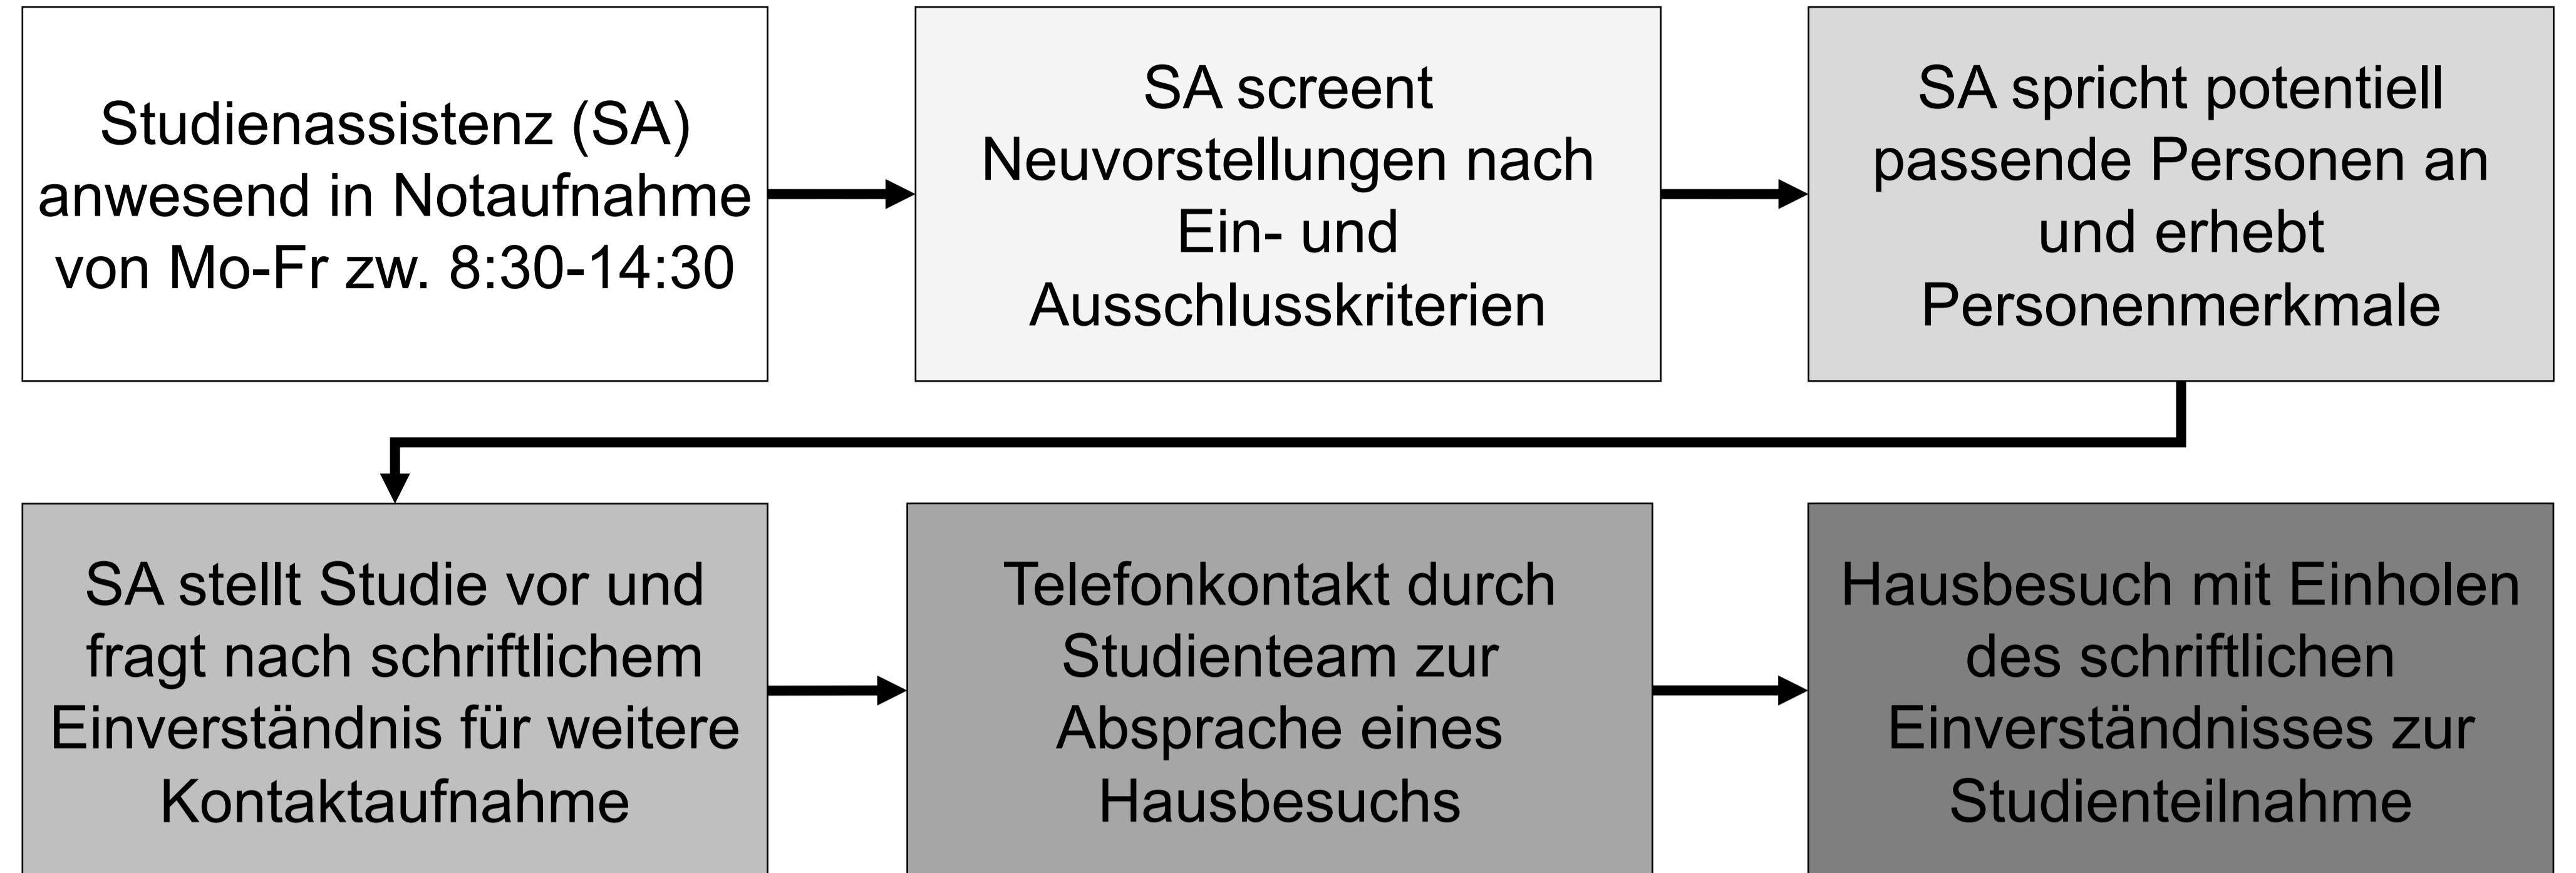 Studienassistenz (SA)
anwesend in Notaufnahme
von Mo-Fr zw. 8:30-14:30
SA screent
Neuvorstellungen nach
Ein- und
Ausschlusskriterien
SA spricht potentiell
passende Personen an
und erhebt
Personenmerkmale
SA stellt Studie vor und
fragt nach schriftlichem
Einverständnis für weitere
Kontaktaufnahme
Telefonkontakt durch
Studienteam zur
Absprache eines
Hausbesuchs
Hausbesuch mit Einholen
des schriftlichen
Einverständnisses zur
Studienteilnahme